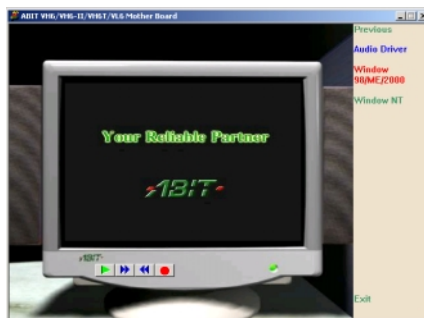 ABIT VH6/VH6-II/VH6T/VL6 Mother Board
Previous
Audio Driver
Window
98/ME/2000
Window NT
Your Reliable Partner
ABIT
ABIT
Exit